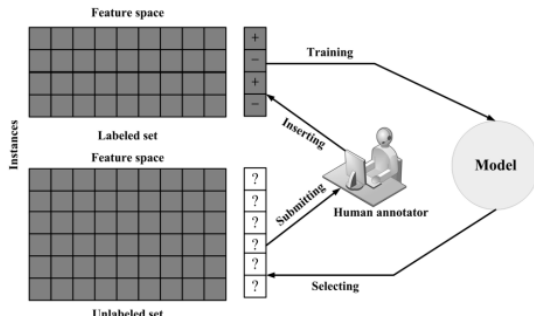 Feature space
+
−
+
−
Training
Labeled set
Inserting
Instances
Feature space
Model
?
?
?
?
?
?
Submitting
Human annotator
Selecting
Unlabeled set